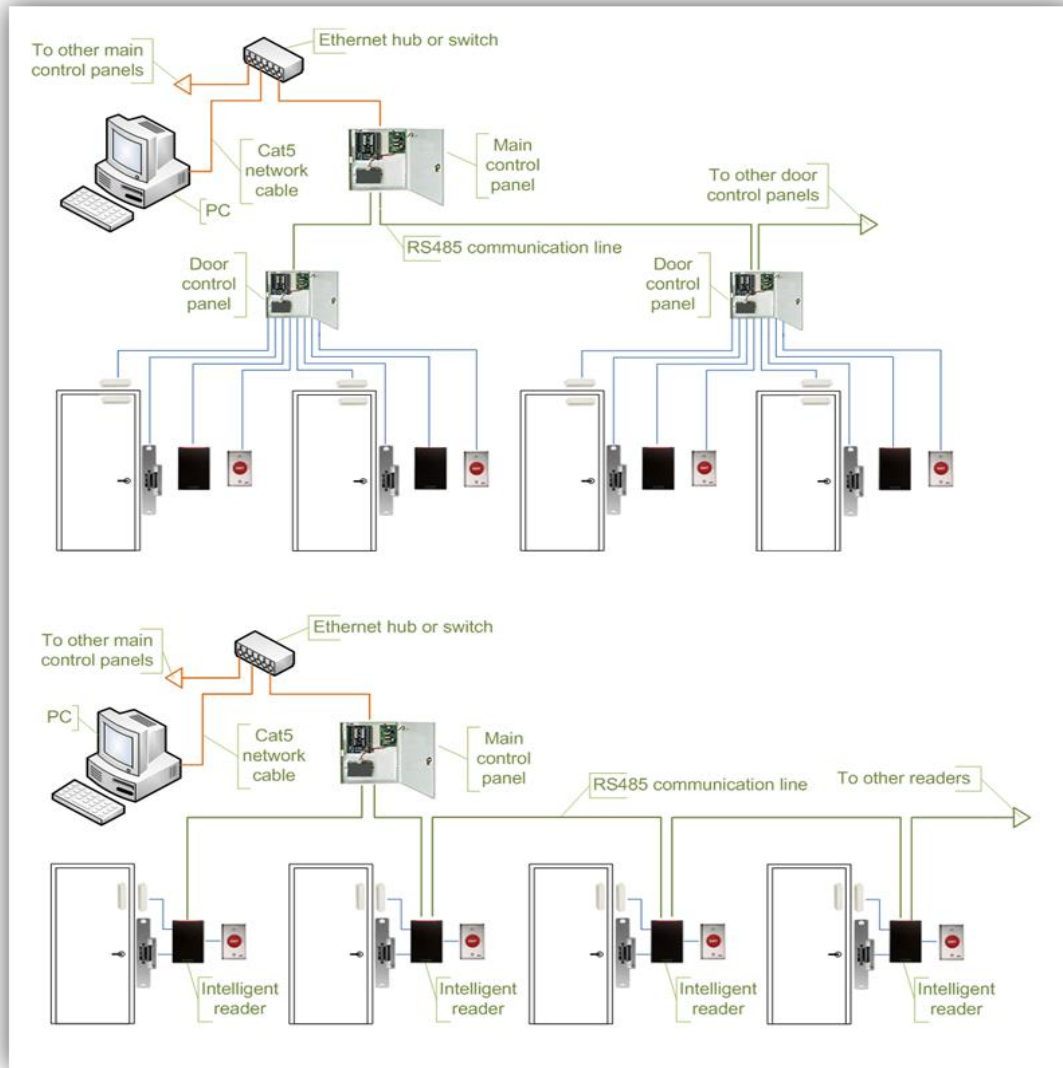 Ethernet hub or switch
To other main
control panels
Main
control
panel
Cat5
network
cable
PC
To other door
control panels
RS485 communication line
Door
control
panel
Door
control
panel
Ethernet hub or switch
To other main
control panels
PC
Cat5
network
cable
Main
control
panel
RS485 communication line
To other readers
Intelligent
reader
Intelligent
reader
Intelligent
reader
Intelligent
reader